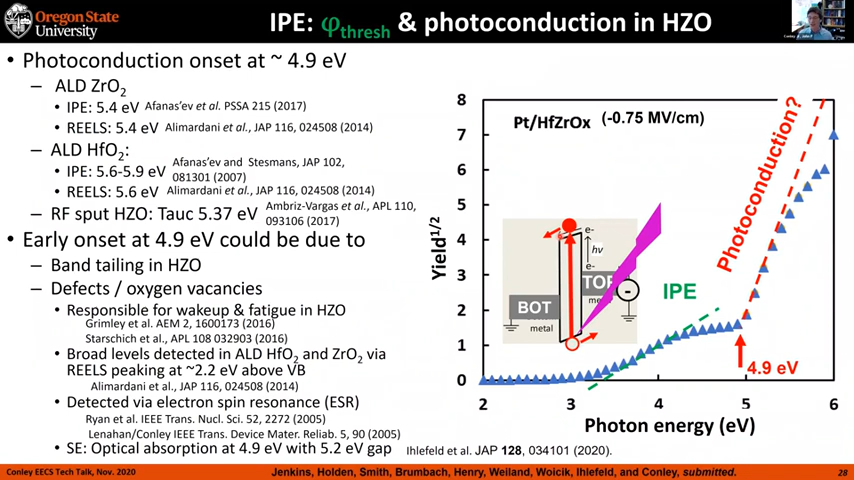 Oregon State
University
IPE: φthresh & photoconduction in HZO
• Photoconduction onset at ~ 4.9 eV
– ALD ZrO2
• IPE: 5.4 eV Afanas'ev et al. PSSA 215 (2017)
• REELS: 5.4 eV Alimardani et al., JAP 116, 024508 (2014)
– ALD HfO2:
• IPE: 5.6-5.9 eV Afanas'ev and Stesmans, JAP 102,
081301 (2007)
• REELS: 5.6 eV Alimardani et al., JAP 116, 024508 (2014)
– RF sput HZO: Tauc 5.37 eV Ambriz-Vargas et al., APL 110,
093106 (2017)
• Early onset at 4.9 eV could be due to
– Band tailing in HZO
– Defects / oxygen vacancies
• Responsible for wakeup & fatigue in HZO
Grimley et al. AEM 2, 1600173 (2016)
Starschich et al., APL 108 032903 (2016)
• Broad levels detected in ALD HfO2 and ZrO2 via
REELS peaking at ~2.2 eV above VB
Alimardani et al., JAP 116, 024508 (2014)
• Detected via electron spin resonance (ESR)
Ryan et al. IEEE Trans. Nucl. Sci. 52, 2272 (2005)
Lenahan/Conley IEEE Trans. Device Mater. Reliab. 5, 90 (2005)
• SE: Optical absorption at 4.9 eV with 5.2 eV gap Ihlefeld et al. JAP 128, 034101 (2020).
Pt/HfZrOx (-0.75 MV/cm)
Photoconduction?
IPE
4.9 eV
e-
hv
e-
TOP
metal
-
BOT
metal
Yield1/2
8
7
6
5
4
3
2
1
0
2 3 4 5 6
Photon energy (eV)
Conley EECS Tech Talk, Nov. 2020
Jenkins, Holden, Smith, Brumbach, Henry, Weiland, Woicik, Ihlefeld, and Conley, submitted.
28